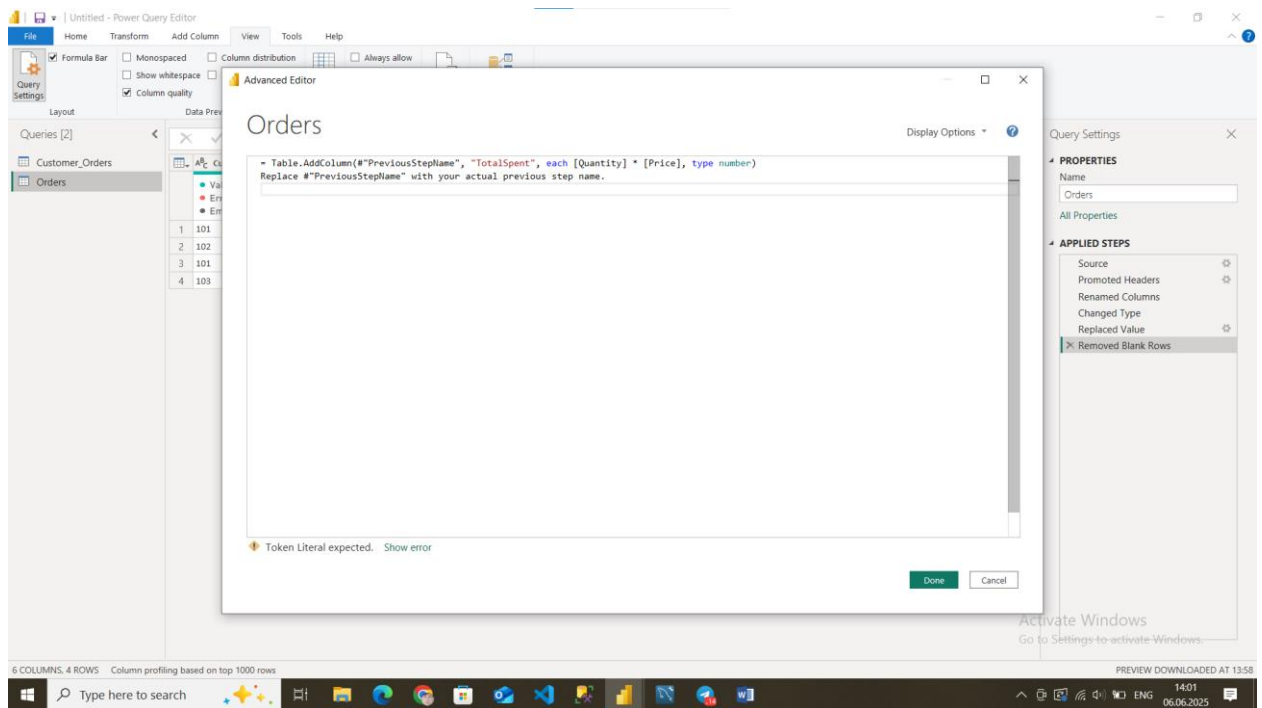 Untitled - Power Query Editor
File Home Transform Add Column View Tools Help
Query Settings
Formula Bar
Monospaced
Show whitespace
Column quality
Column distribution
Always allow
Layout
Data Prev
Advanced Editor
Orders
Display Options
= Table.AddColumn(#"PreviousStepName", "TotalSpent", each [Quantity] * [Price], type number)
Replace #"PreviousStepName" with your actual previous step name.
Token Literal expected. Show error
Done Cancel
Queries [2]
Customer_Orders
Orders
1 101
2 102
3 101
4 103
Query Settings
PROPERTIES
Name
Orders
All Properties
APPLIED STEPS
Source
Promoted Headers
Renamed Columns
Changed Type
Replaced Value
Removed Blank Rows
Activate Windows
Go to Settings to activate Windows.
6 COLUMNS, 4 ROWS Column profiling based on top 1000 rows
PREVIEW DOWNLOADED AT 13:58
Type here to search
ENG
14:01
06.06.2025